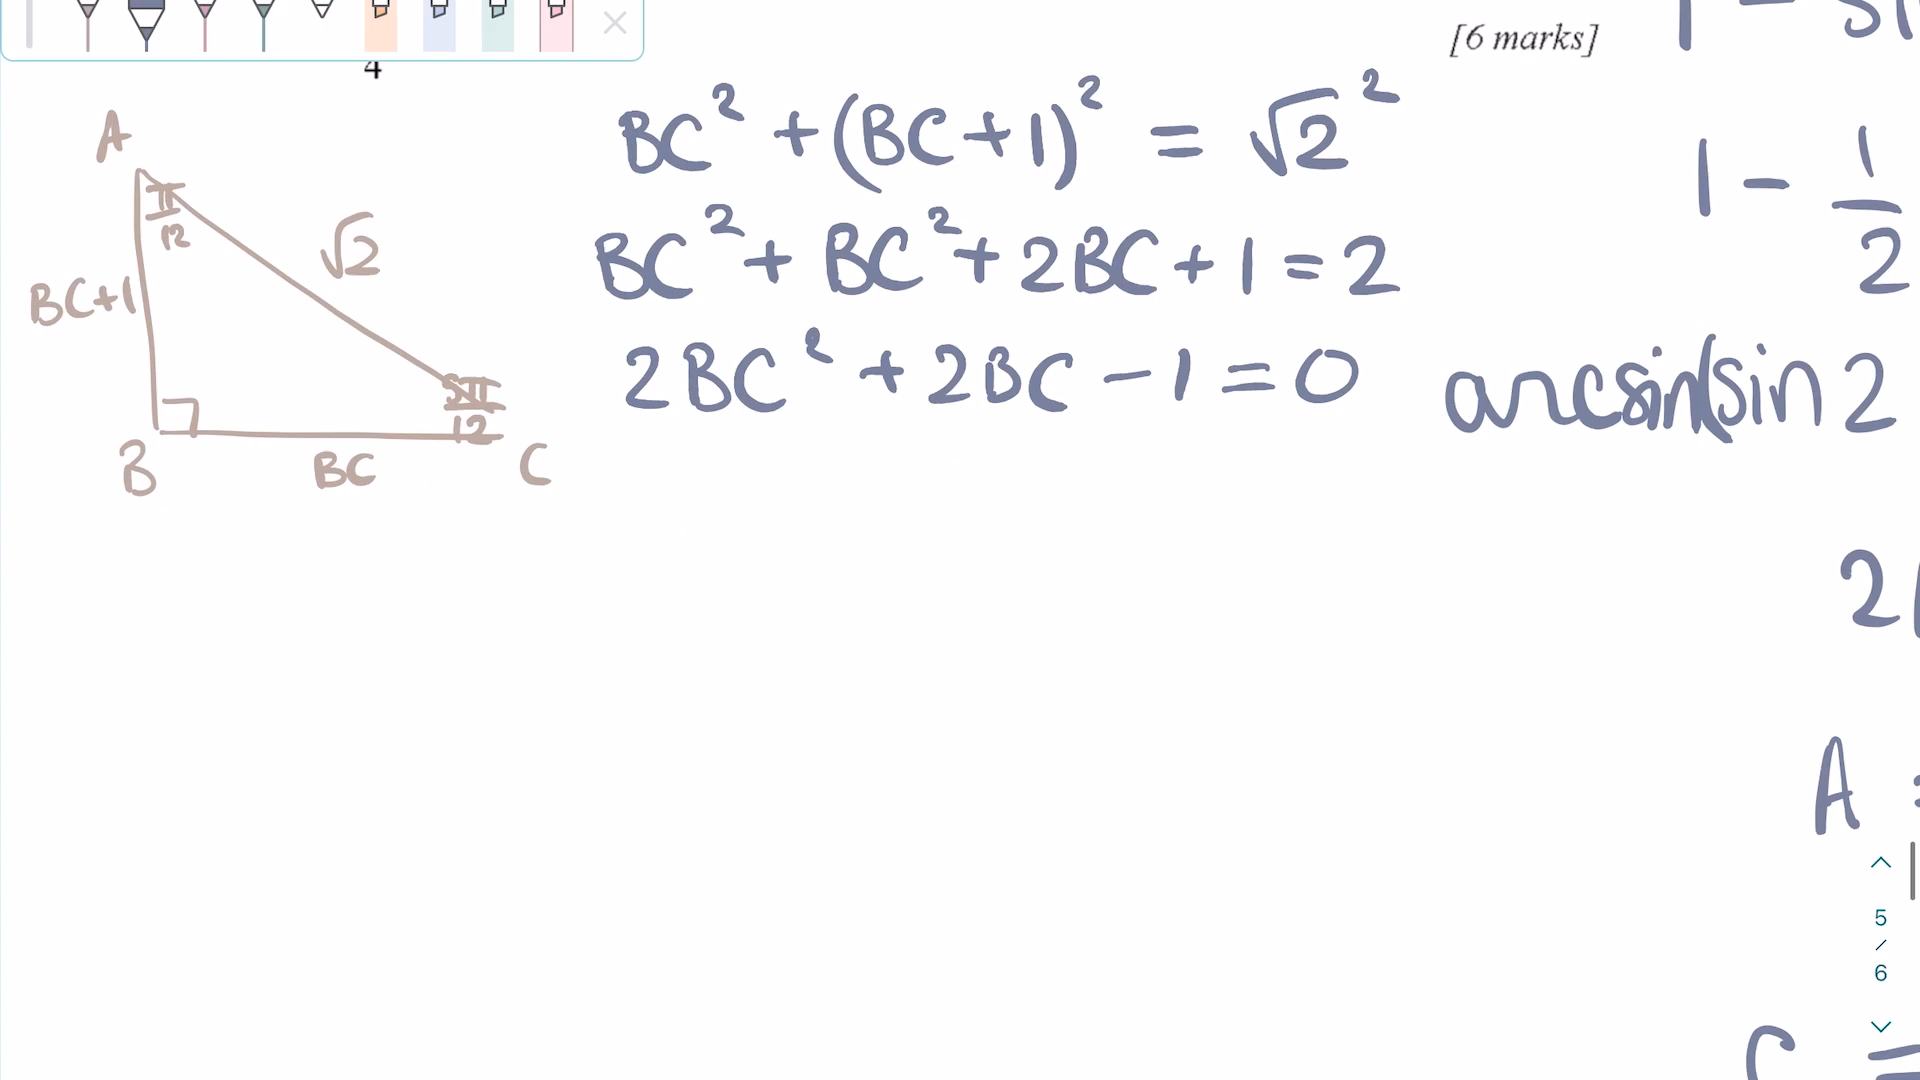 [6 marks]
4
BC² + (BC+1)² = √2²
BC² + BC² + 2BC + 1 = 2
2BC² + 2BC - 1 = 0
A
π/12
√2
BC+1
5π/12
B
BC
C
1 -
1 - 1/2
arcsin(sin 2
2
A
C =
5
/
6